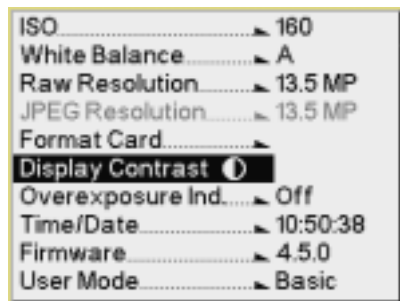 ISO 160
White Balance A
Raw Resolution 13.5 MP
JPEG Resolution 13.5 MP
Format Card
Display Contrast
Overexposure Ind. Off
Time/Date 10:50:38
Firmware 4.5.0
User Mode Basic